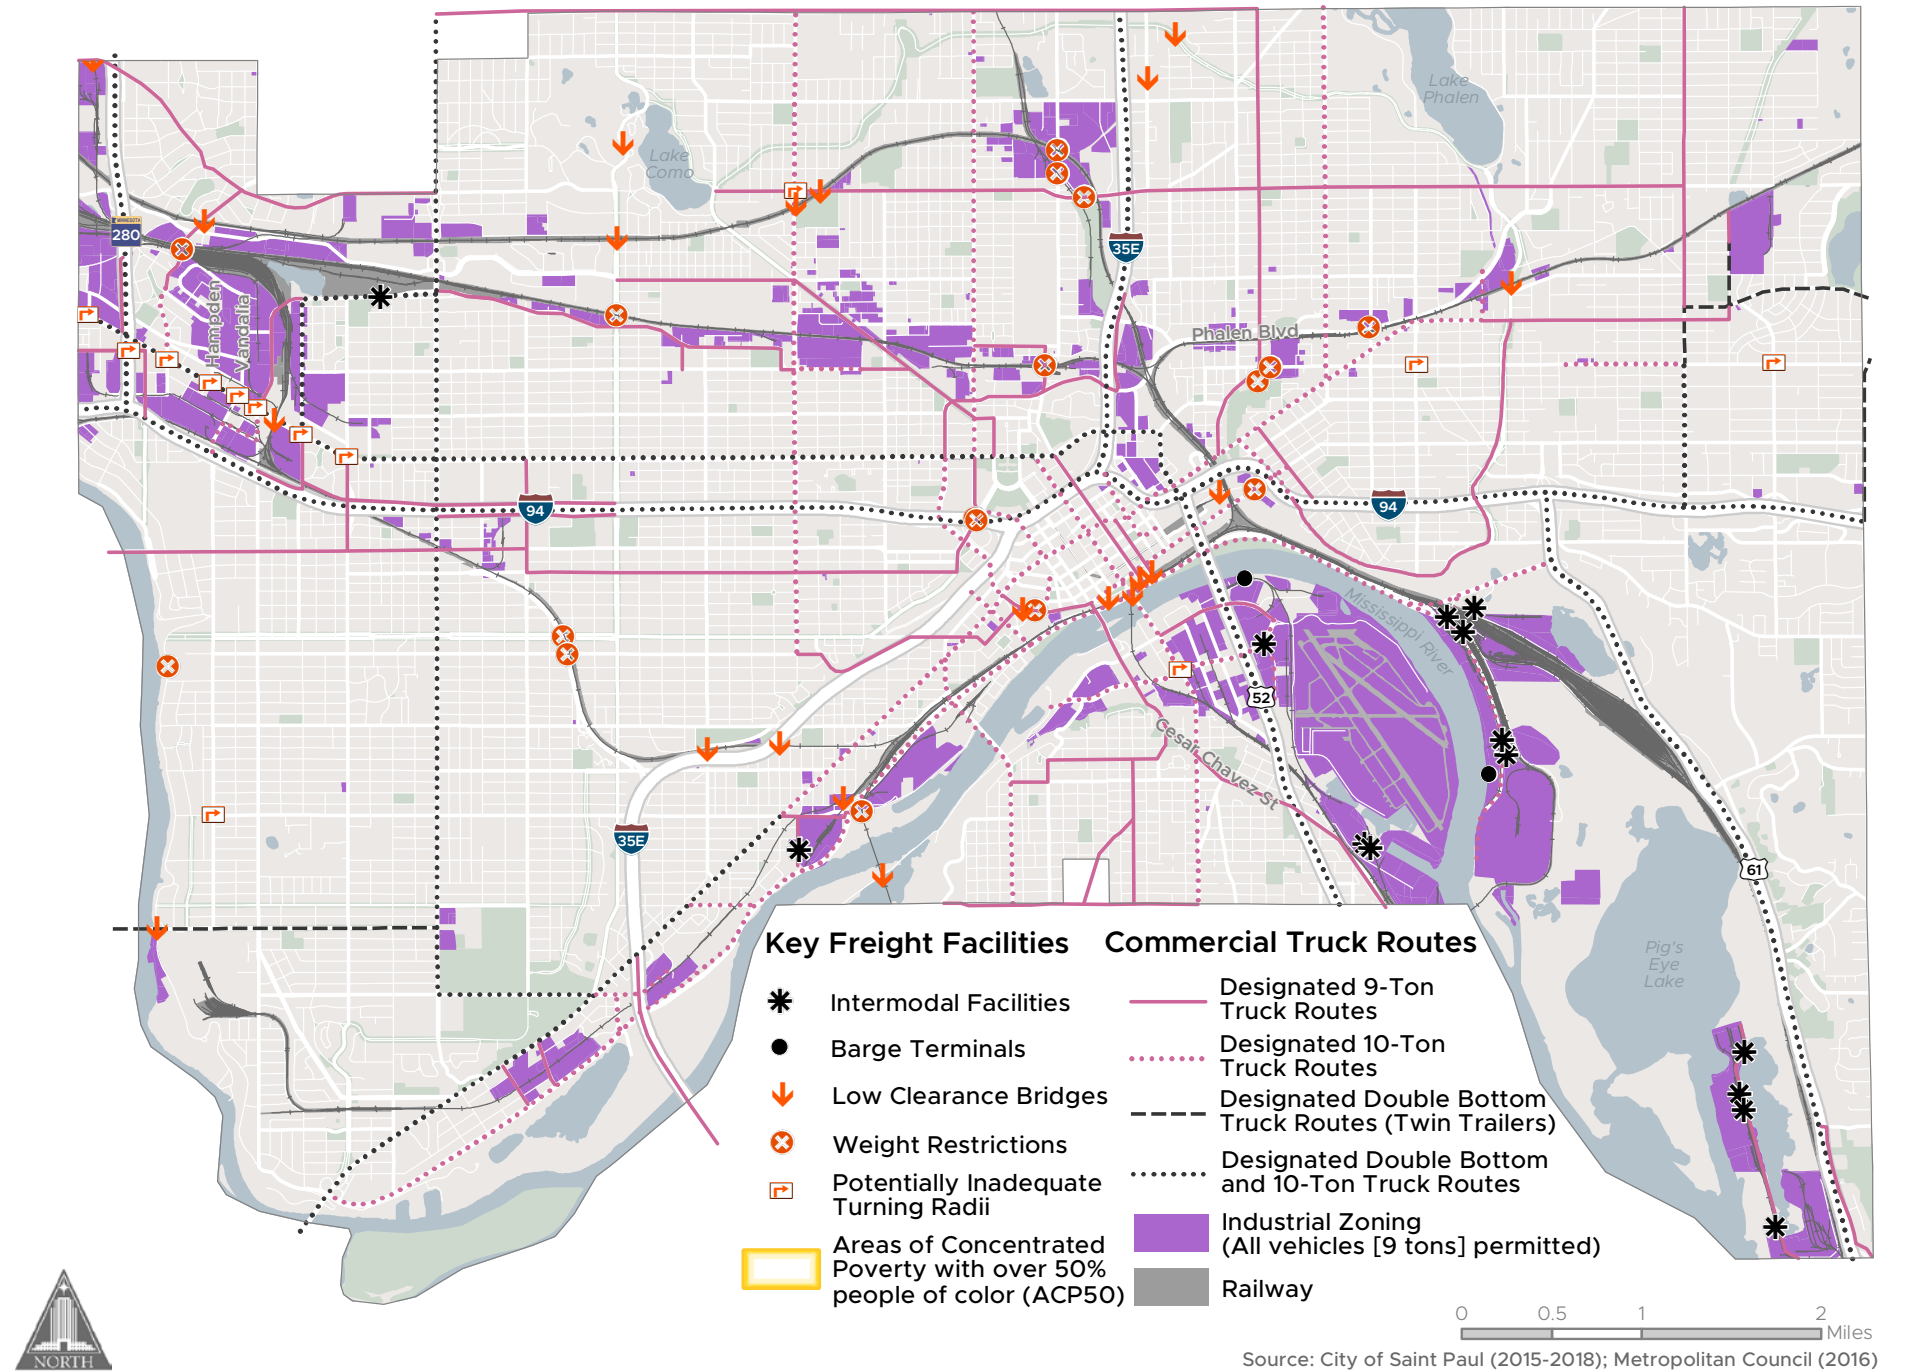 Lake
Phalen
Lake
Como
MINNESOTA
280
35E
Hampden
Vandalia
Phalen Blvd
94
94
Mississippi River
52
Cesar Chavez St
35E
61
Pig's
Eye
Lake
Key Freight Facilities
Intermodal Facilities
Barge Terminals
Low Clearance Bridges
Weight Restrictions
Potentially Inadequate
Turning Radii
Areas of Concentrated
Poverty with over 50%
people of color (ACP50)
Commercial Truck Routes
Designated 9-Ton
Truck Routes
Designated 10-Ton
Truck Routes
Designated Double Bottom
Truck Routes (Twin Trailers)
Designated Double Bottom
and 10-Ton Truck Routes
Industrial Zoning
(All vehicles [9 tons] permitted)
Railway
0 0.5 1 2
Miles
NORTH
Source: City of Saint Paul (2015-2018); Metropolitan Council (2016)